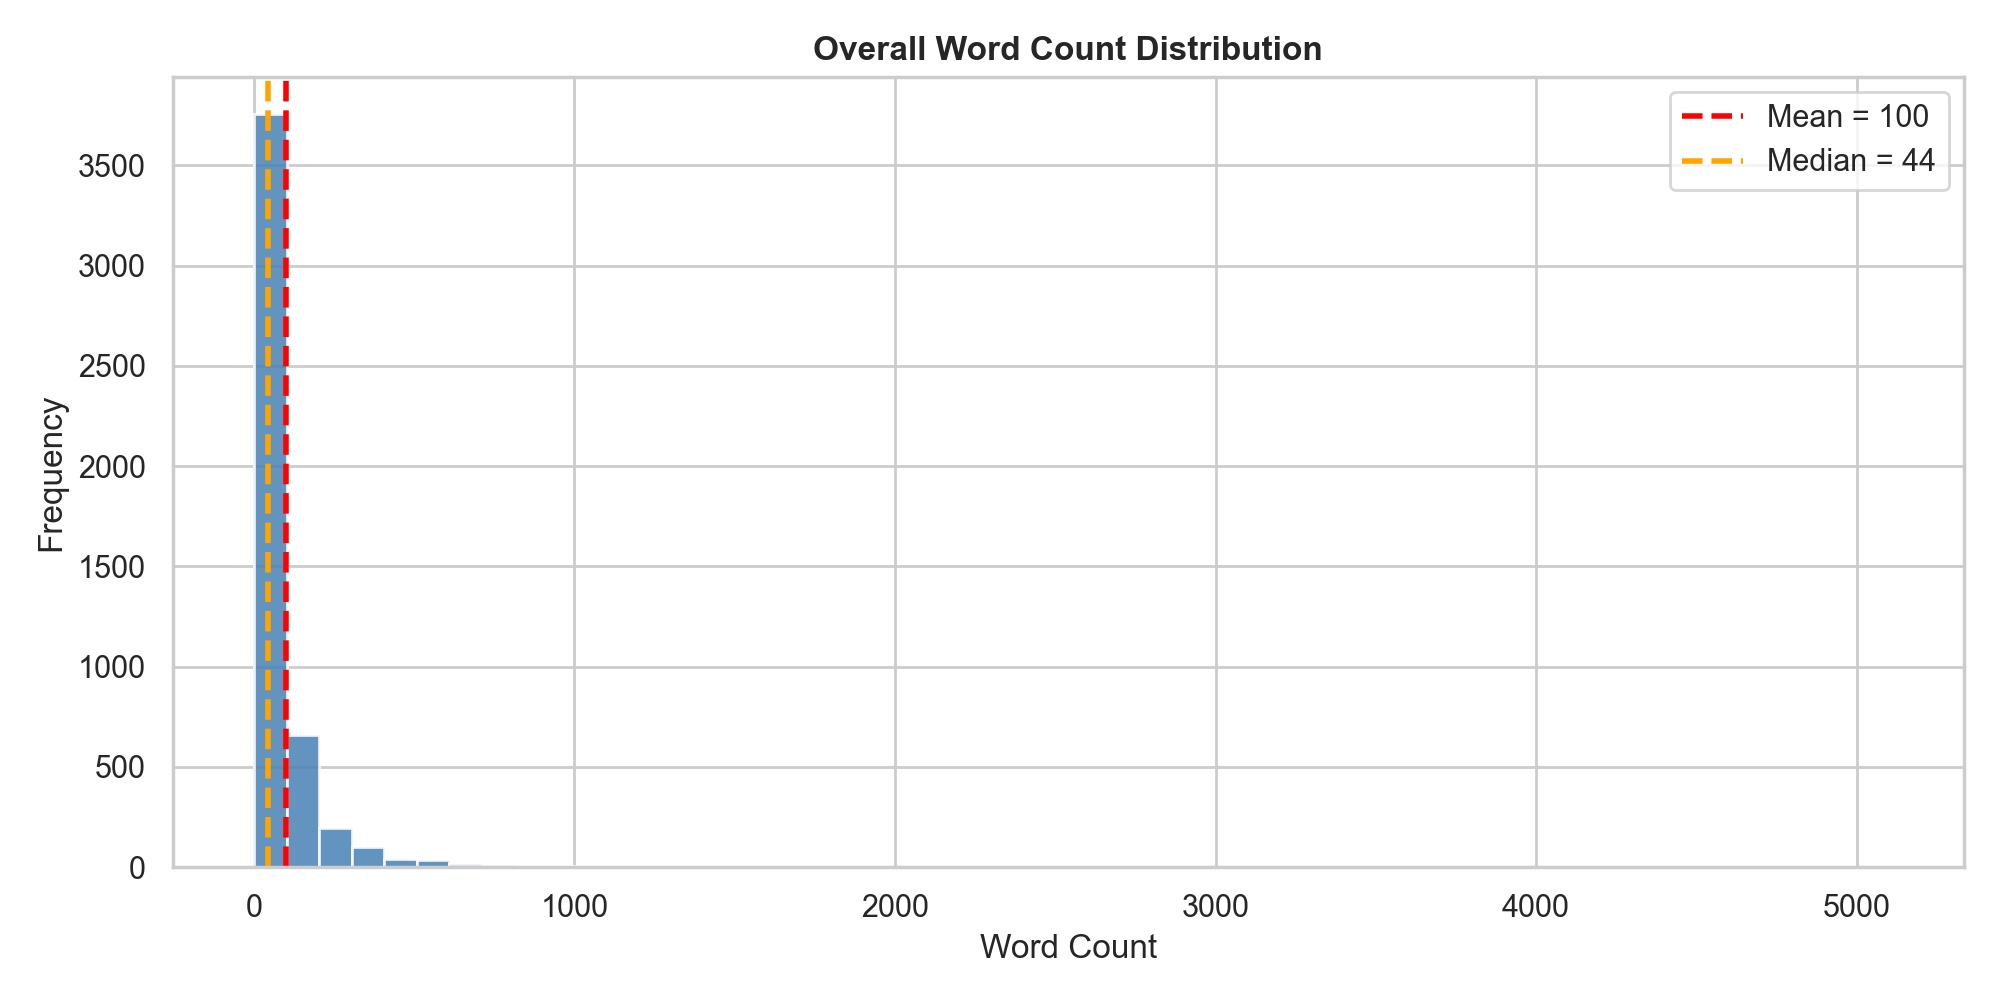 Overall Word Count Distribution
Mean = 100
Median = 44
3500
3000
2500
2000
1500
1000
500
0
Frequency
0 1000 2000 3000 4000 5000
Word Count